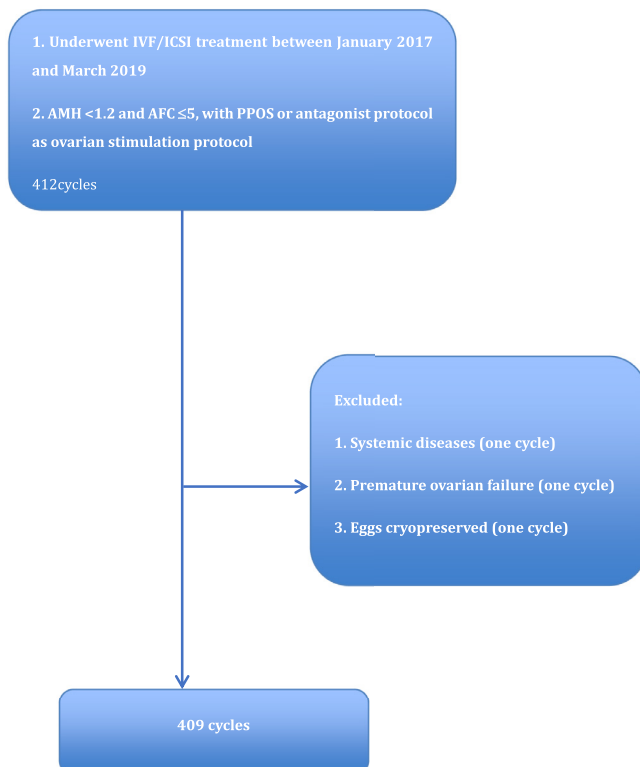 1. Underwent IVF/ICSI treatment between January 2017
and March 2019
2. AMH <1.2 and AFC ≤5, with PPOS or antagonist protocol
as ovarian stimulation protocol
412cycles
Excluded:
1. Systemic diseases (one cycle)
2. Premature ovarian failure (one cycle)
3. Eggs cryopreserved (one cycle)
409 cycles